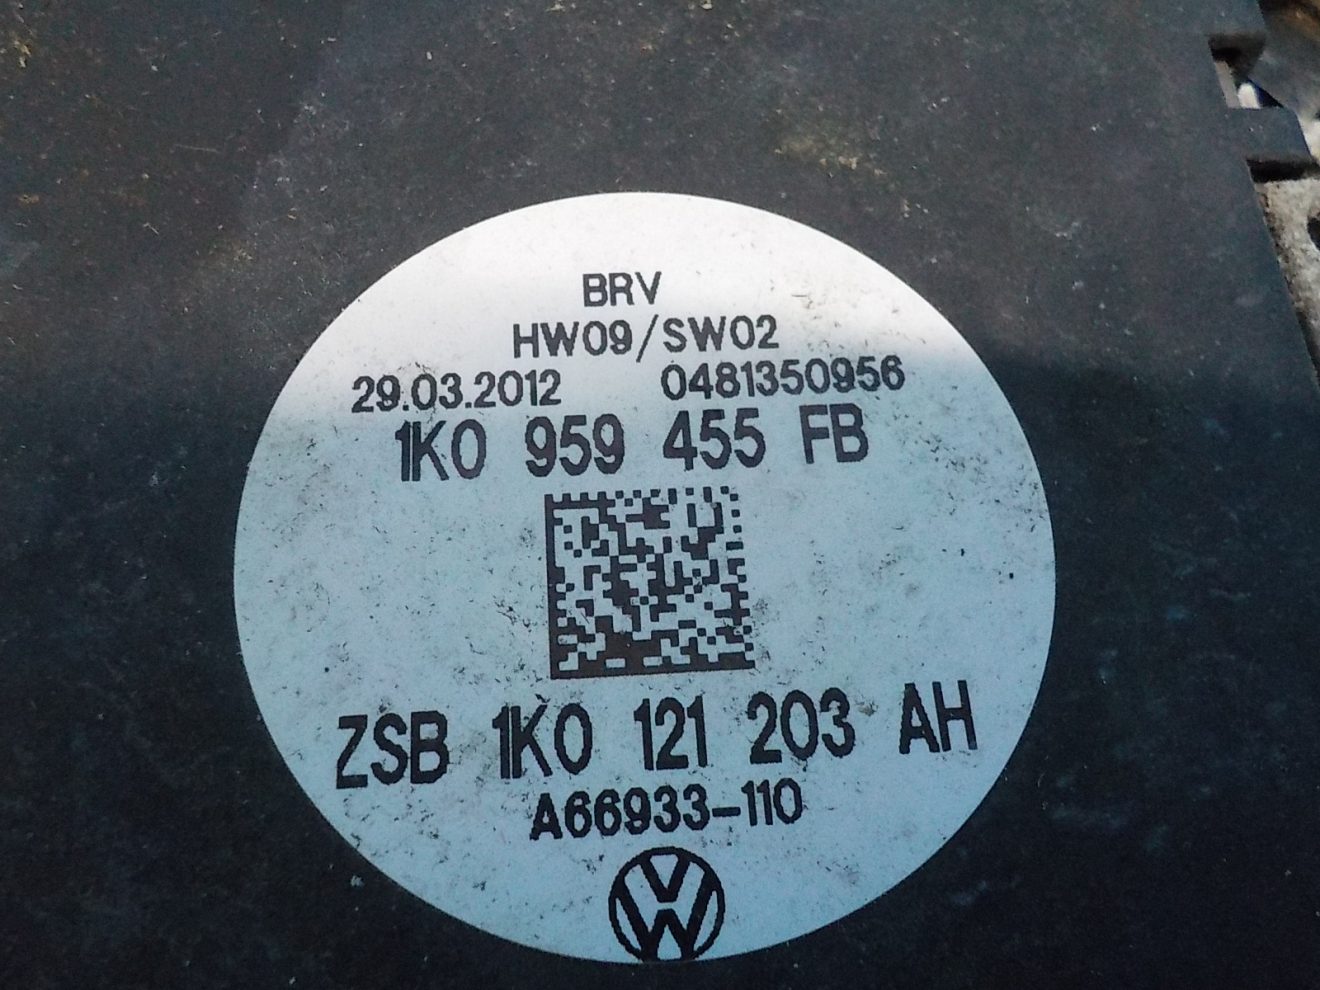 BRV
HW09/SW02
29.03.2012 0481350956
1K0 959 455 FB
ZSB 1K0 121 203 AH
A66933-110
VW